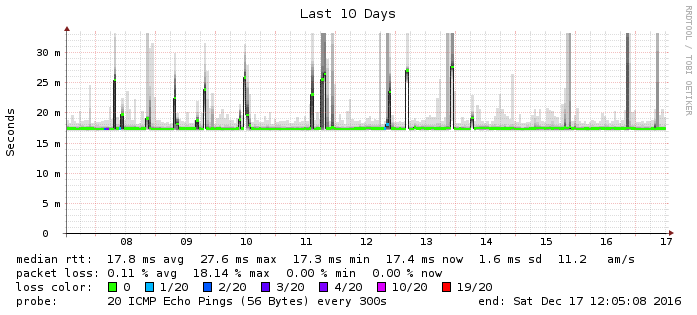 Last 10 Days
RRDTOOL / TOBI OETIKER
Seconds
30 m
25 m
20 m
15 m
10 m
5 m
0
08 09 10 11 12 13 14 15 16 17
median rtt: 17.8 ms avg 27.6 ms max 17.3 ms min 17.4 ms now 1.6 ms sd 11.2 am/s
packet loss: 0.11 % avg 18.14 % max 0.00 % min 0.00 % now
loss color: 0 1/20 2/20 3/20 4/20 10/20 19/20
probe: 20 ICMP Echo Pings (56 Bytes) every 300s end: Sat Dec 17 12:05:08 2016